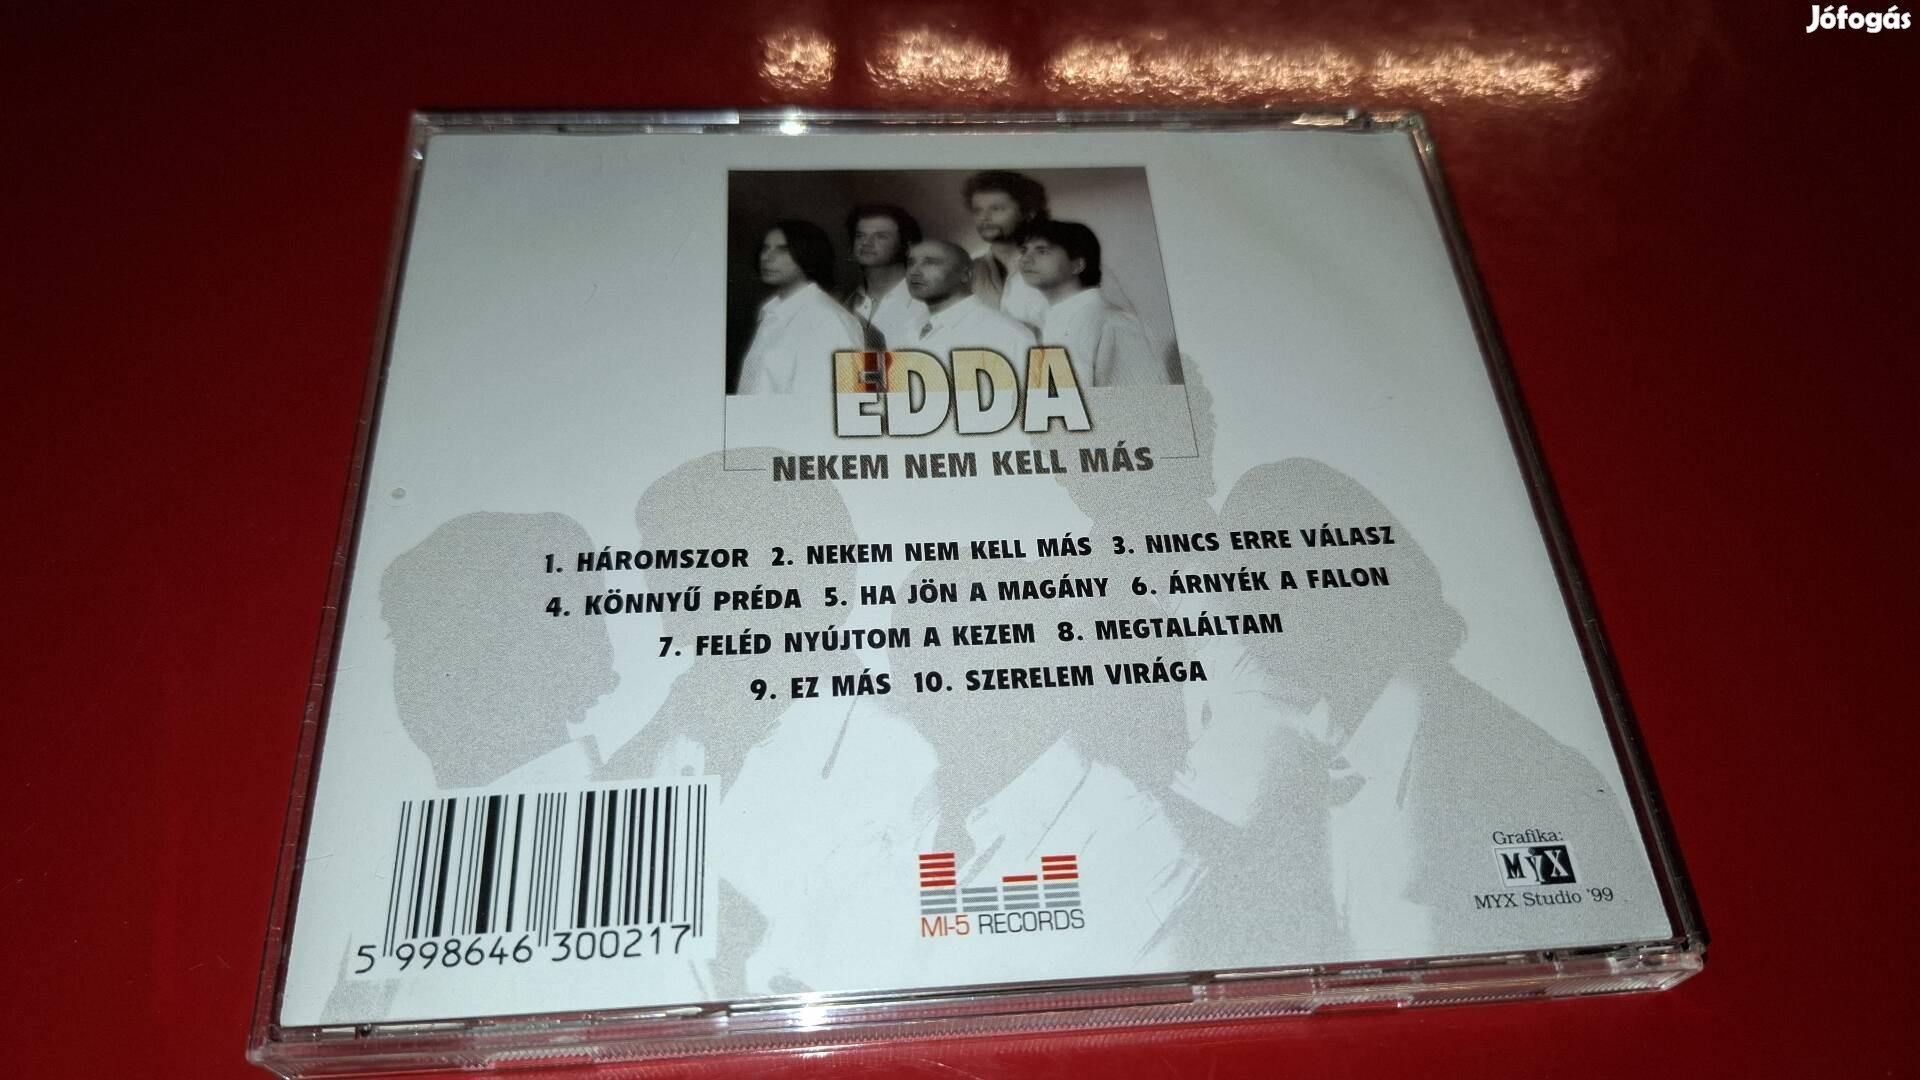 Jófogás
EDDA
NEKEM NEM KELL MÁS
1. HÁROMSZOR 2. NEKEM NEM KELL MÁS 3. NINCS ERRE VÁLASZ
4. KÖNNYŰ PRÉDA 5. HA JÖN A MAGÁNY 6. ÁRNYÉK A FALON
7. FELÉD NYÚJTOM A KEZEM 8. MEGTALÁLTAM
9. EZ MÁS 10. SZERELEM VIRÁGA
5 998646 300217
MI-5 RECORDS
Grafika:
MYX
MYX Studio '99